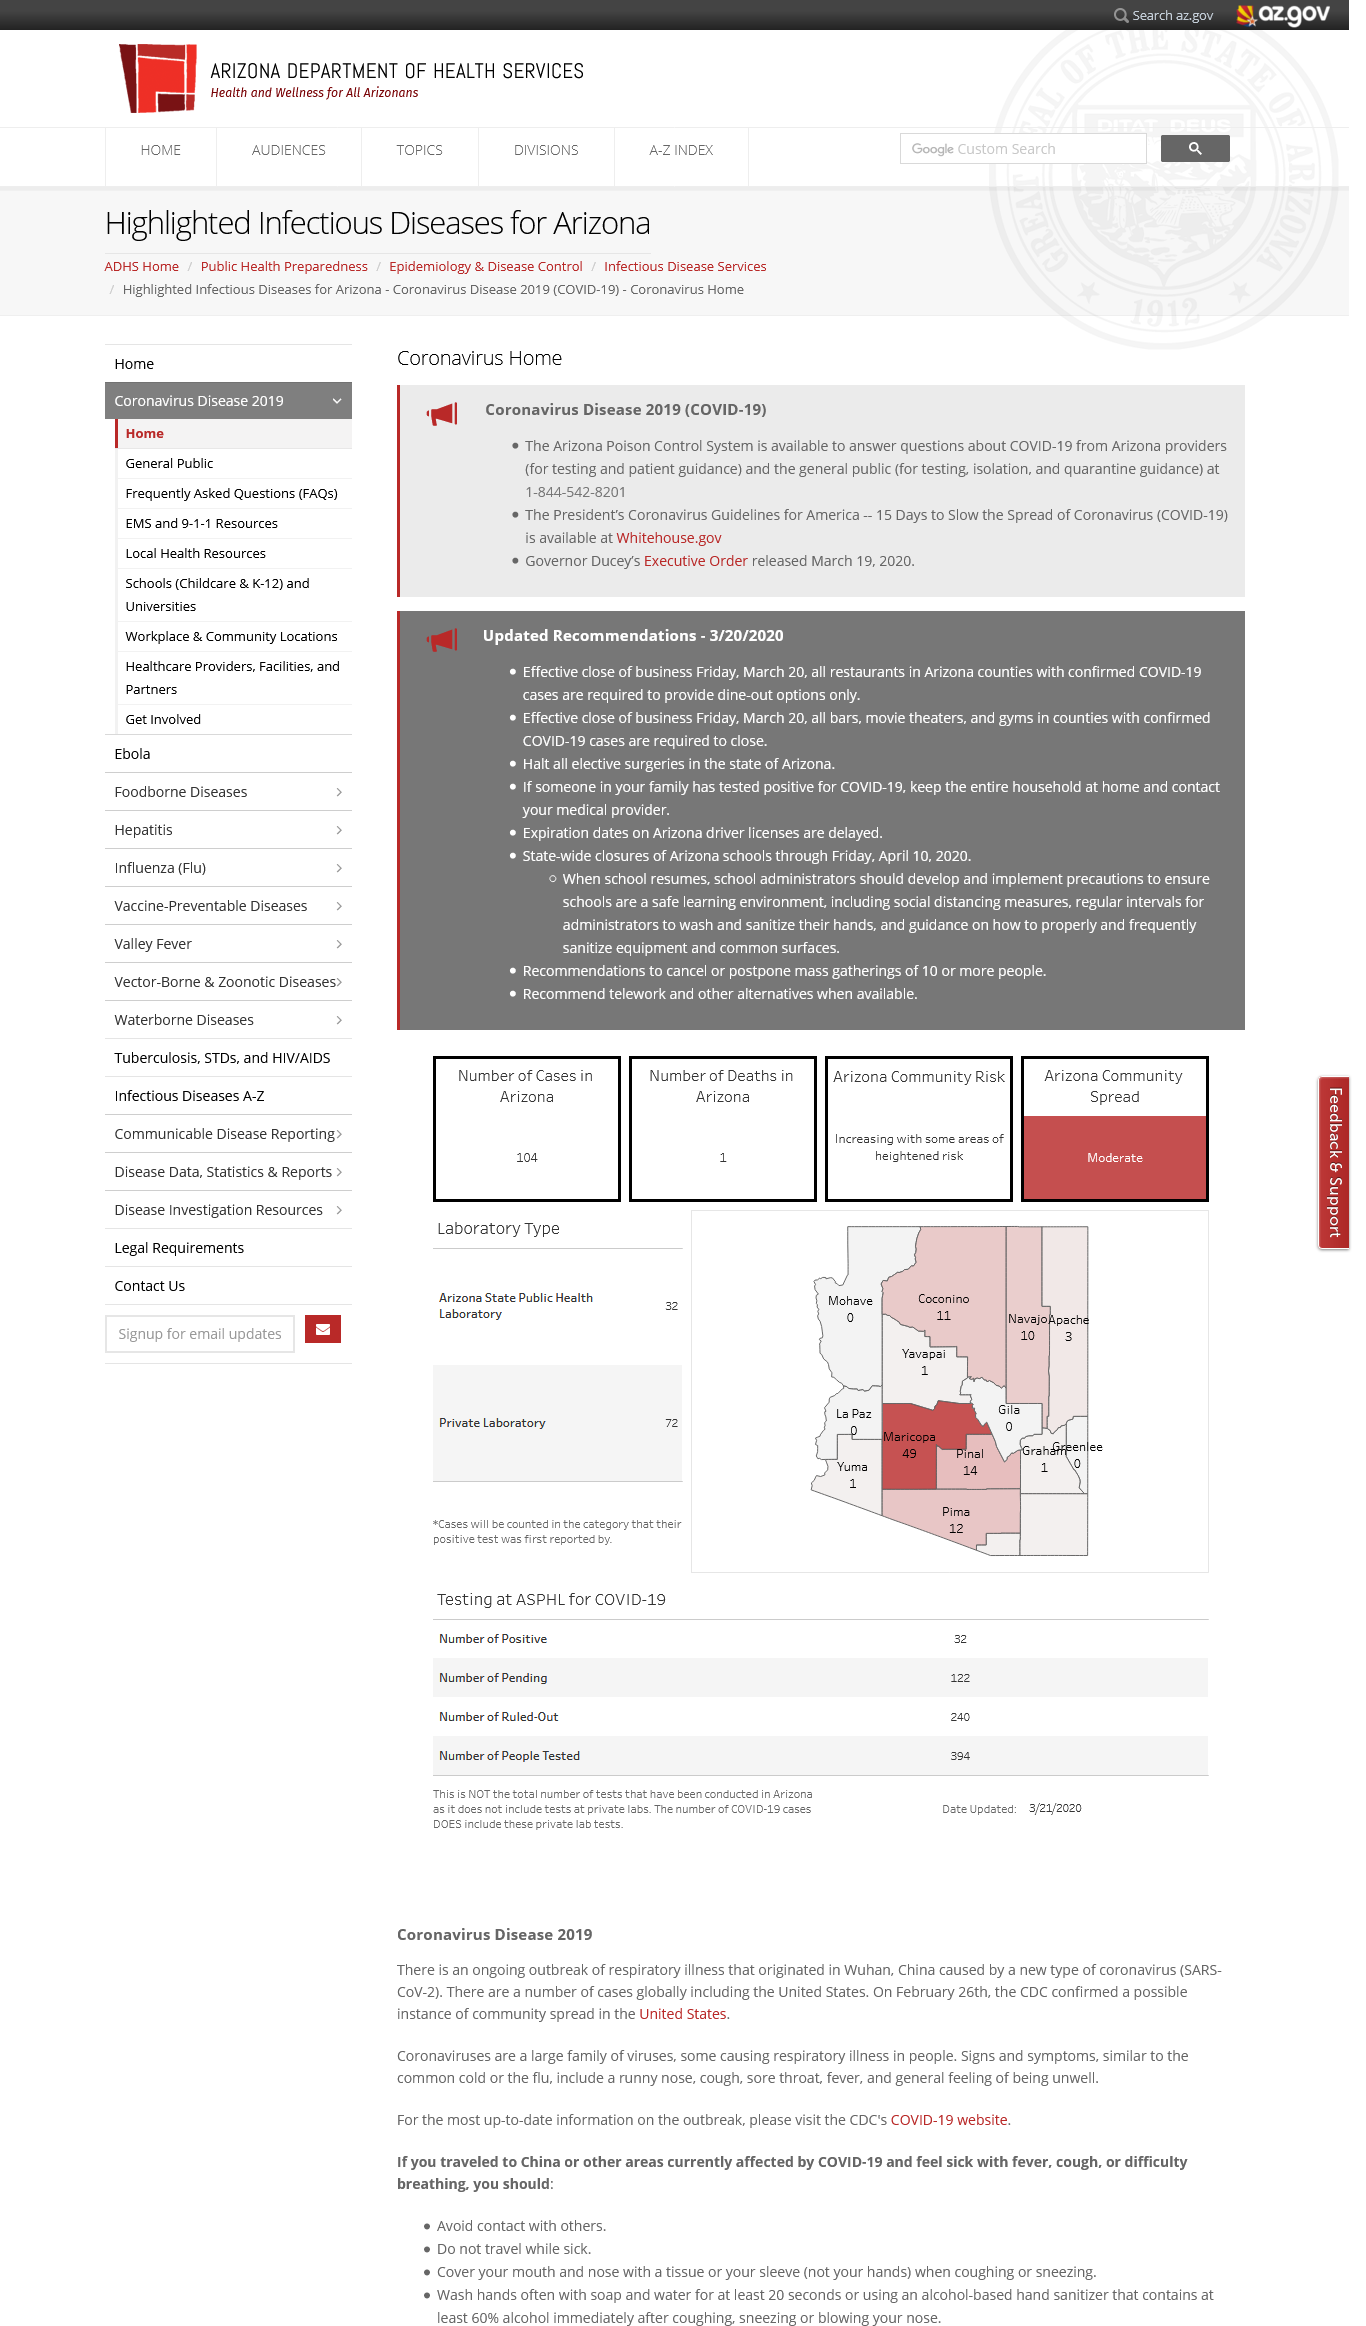 Search az.gov
az.gov
ARIZONA DEPARTMENT OF HEALTH SERVICES
Health and Wellness for All Arizonans
HOME
AUDIENCES
TOPICS
DIVISIONS
A-Z INDEX
Google Custom Search
GREAT SEAL OF THE STATE OF ARIZONA
DITAT DEUS
1912
Highlighted Infectious Diseases for Arizona
ADHS Home / Public Health Preparedness / Epidemiology & Disease Control / Infectious Disease Services
/ Highlighted Infectious Diseases for Arizona - Coronavirus Disease 2019 (COVID-19) - Coronavirus Home
Home
Coronavirus Disease 2019
Home
General Public
Frequently Asked Questions (FAQs)
EMS and 9-1-1 Resources
Local Health Resources
Schools (Childcare & K-12) and
Universities
Workplace & Community Locations
Healthcare Providers, Facilities, and
Partners
Get Involved
Ebola
Foodborne Diseases
Hepatitis
Influenza (Flu)
Vaccine-Preventable Diseases
Valley Fever
Vector-Borne & Zoonotic Diseases
Waterborne Diseases
Tuberculosis, STDs, and HIV/AIDS
Infectious Diseases A-Z
Communicable Disease Reporting
Disease Data, Statistics & Reports
Disease Investigation Resources
Legal Requirements
Contact Us
Signup for email updates
Coronavirus Home
Coronavirus Disease 2019 (COVID-19)
• The Arizona Poison Control System is available to answer questions about COVID-19 from Arizona providers
(for testing and patient guidance) and the general public (for testing, isolation, and quarantine guidance) at
1-844-542-8201
• The President's Coronavirus Guidelines for America -- 15 Days to Slow the Spread of Coronavirus (COVID-19)
is available at Whitehouse.gov
• Governor Ducey's Executive Order released March 19, 2020.
Updated Recommendations - 3/20/2020
• Effective close of business Friday, March 20, all restaurants in Arizona counties with confirmed COVID-19
cases are required to provide dine-out options only.
• Effective close of business Friday, March 20, all bars, movie theaters, and gyms in counties with confirmed
COVID-19 cases are required to close.
• Halt all elective surgeries in the state of Arizona.
• If someone in your family has tested positive for COVID-19, keep the entire household at home and contact
your medical provider.
• Expiration dates on Arizona driver licenses are delayed.
• State-wide closures of Arizona schools through Friday, April 10, 2020.
○ When school resumes, school administrators should develop and implement precautions to ensure
schools are a safe learning environment, including social distancing measures, regular intervals for
administrators to wash and sanitize their hands, and guidance on how to properly and frequently
sanitize equipment and common surfaces.
• Recommendations to cancel or postpone mass gatherings of 10 or more people.
• Recommend telework and other alternatives when available.
Number of Cases in
Arizona
104
Number of Deaths in
Arizona
1
Arizona Community Risk
Increasing with some areas of
heightened risk
Arizona Community
Spread
Moderate
Feedback & Support
Laboratory Type
Arizona State Public Health
Laboratory
32
Private Laboratory
72
*Cases will be counted in the category that their
positive test was first reported by.
Mohave
0
Coconino
11
Navajo
10
Apache
3
Yavapai
1
La Paz
0
Gila
0
Maricopa
49
Pinal
14
Graham
1
Greenlee
0
Yuma
1
Pima
12
Testing at ASPHL for COVID-19
Number of Positive 32
Number of Pending 122
Number of Ruled-Out 240
Number of People Tested 394
This is NOT the total number of tests that have been conducted in Arizona
as it does not include tests at private labs. The number of COVID-19 cases
DOES include these private lab tests.
Date Updated: 3/21/2020
Coronavirus Disease 2019
There is an ongoing outbreak of respiratory illness that originated in Wuhan, China caused by a new type of coronavirus (SARS-
CoV-2). There are a number of cases globally including the United States. On February 26th, the CDC confirmed a possible
instance of community spread in the United States.
Coronaviruses are a large family of viruses, some causing respiratory illness in people. Signs and symptoms, similar to the
common cold or the flu, include a runny nose, cough, sore throat, fever, and general feeling of being unwell.
For the most up-to-date information on the outbreak, please visit the CDC's COVID-19 website.
If you traveled to China or other areas currently affected by COVID-19 and feel sick with fever, cough, or difficulty
breathing, you should:
• Avoid contact with others.
• Do not travel while sick.
• Cover your mouth and nose with a tissue or your sleeve (not your hands) when coughing or sneezing.
• Wash hands often with soap and water for at least 20 seconds or using an alcohol-based hand sanitizer that contains at
least 60% alcohol immediately after coughing, sneezing or blowing your nose.